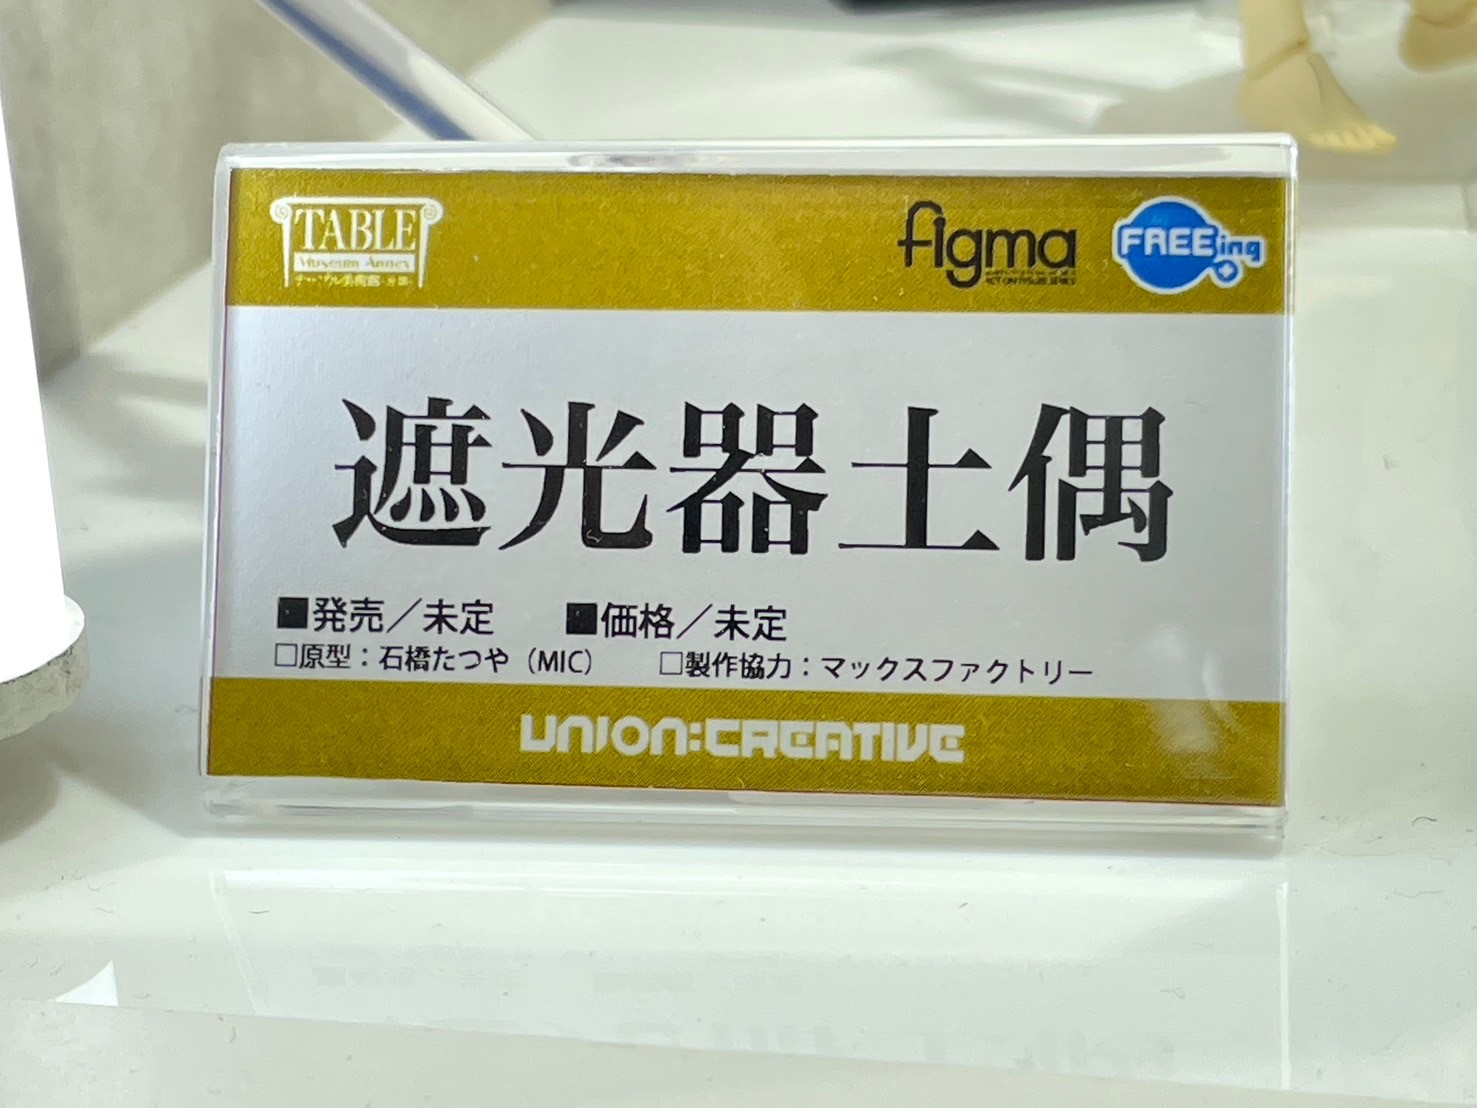 TABLE
Museum Annex
figma
FREEing
遮光器土偶
■発売／未定 ■価格／未定
□原型：石橋たつや（MIC） □製作協力：マックスファクトリー
UNION:CREATIVE